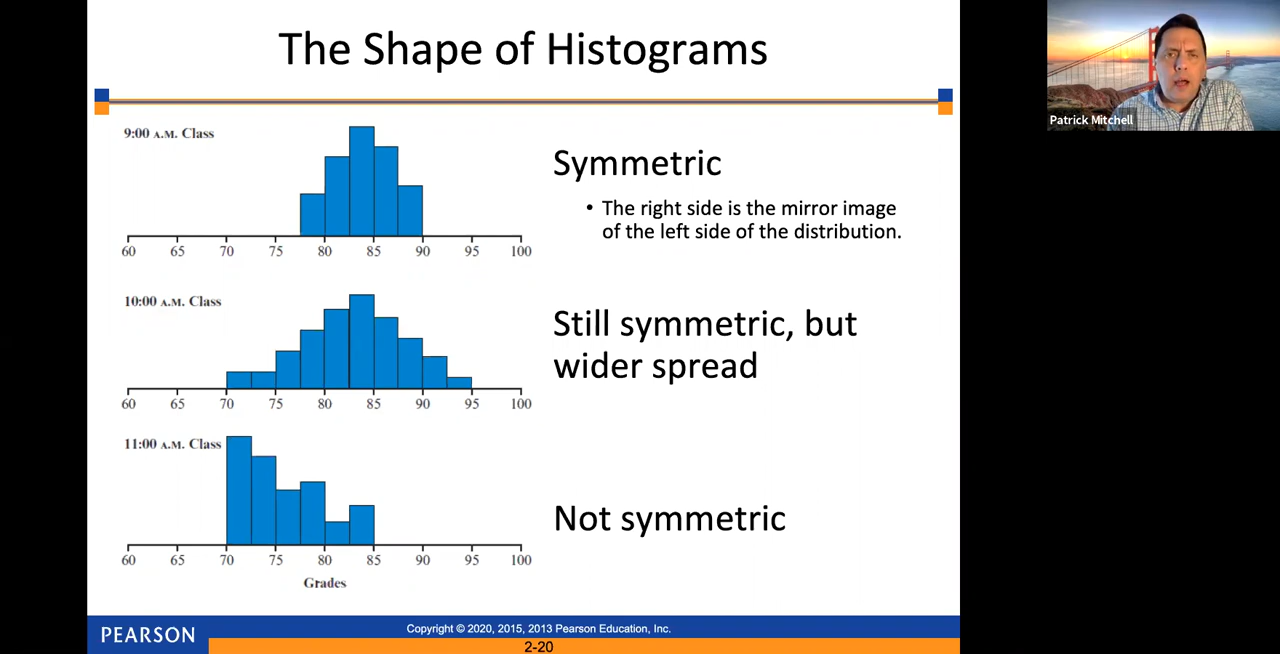 The Shape of Histograms
Patrick Mitchell
9:00 A.M. Class
Symmetric
• The right side is the mirror image
of the left side of the distribution.
60 65 70 75 80 85 90 95 100
10:00 A.M. Class
Still symmetric, but
wider spread
60 65 70 75 80 85 90 95 100
11:00 A.M. Class
Not symmetric
60 65 70 75 80 85 90 95 100
Grades
PEARSON
Copyright © 2020, 2015, 2013 Pearson Education, Inc.
2-20